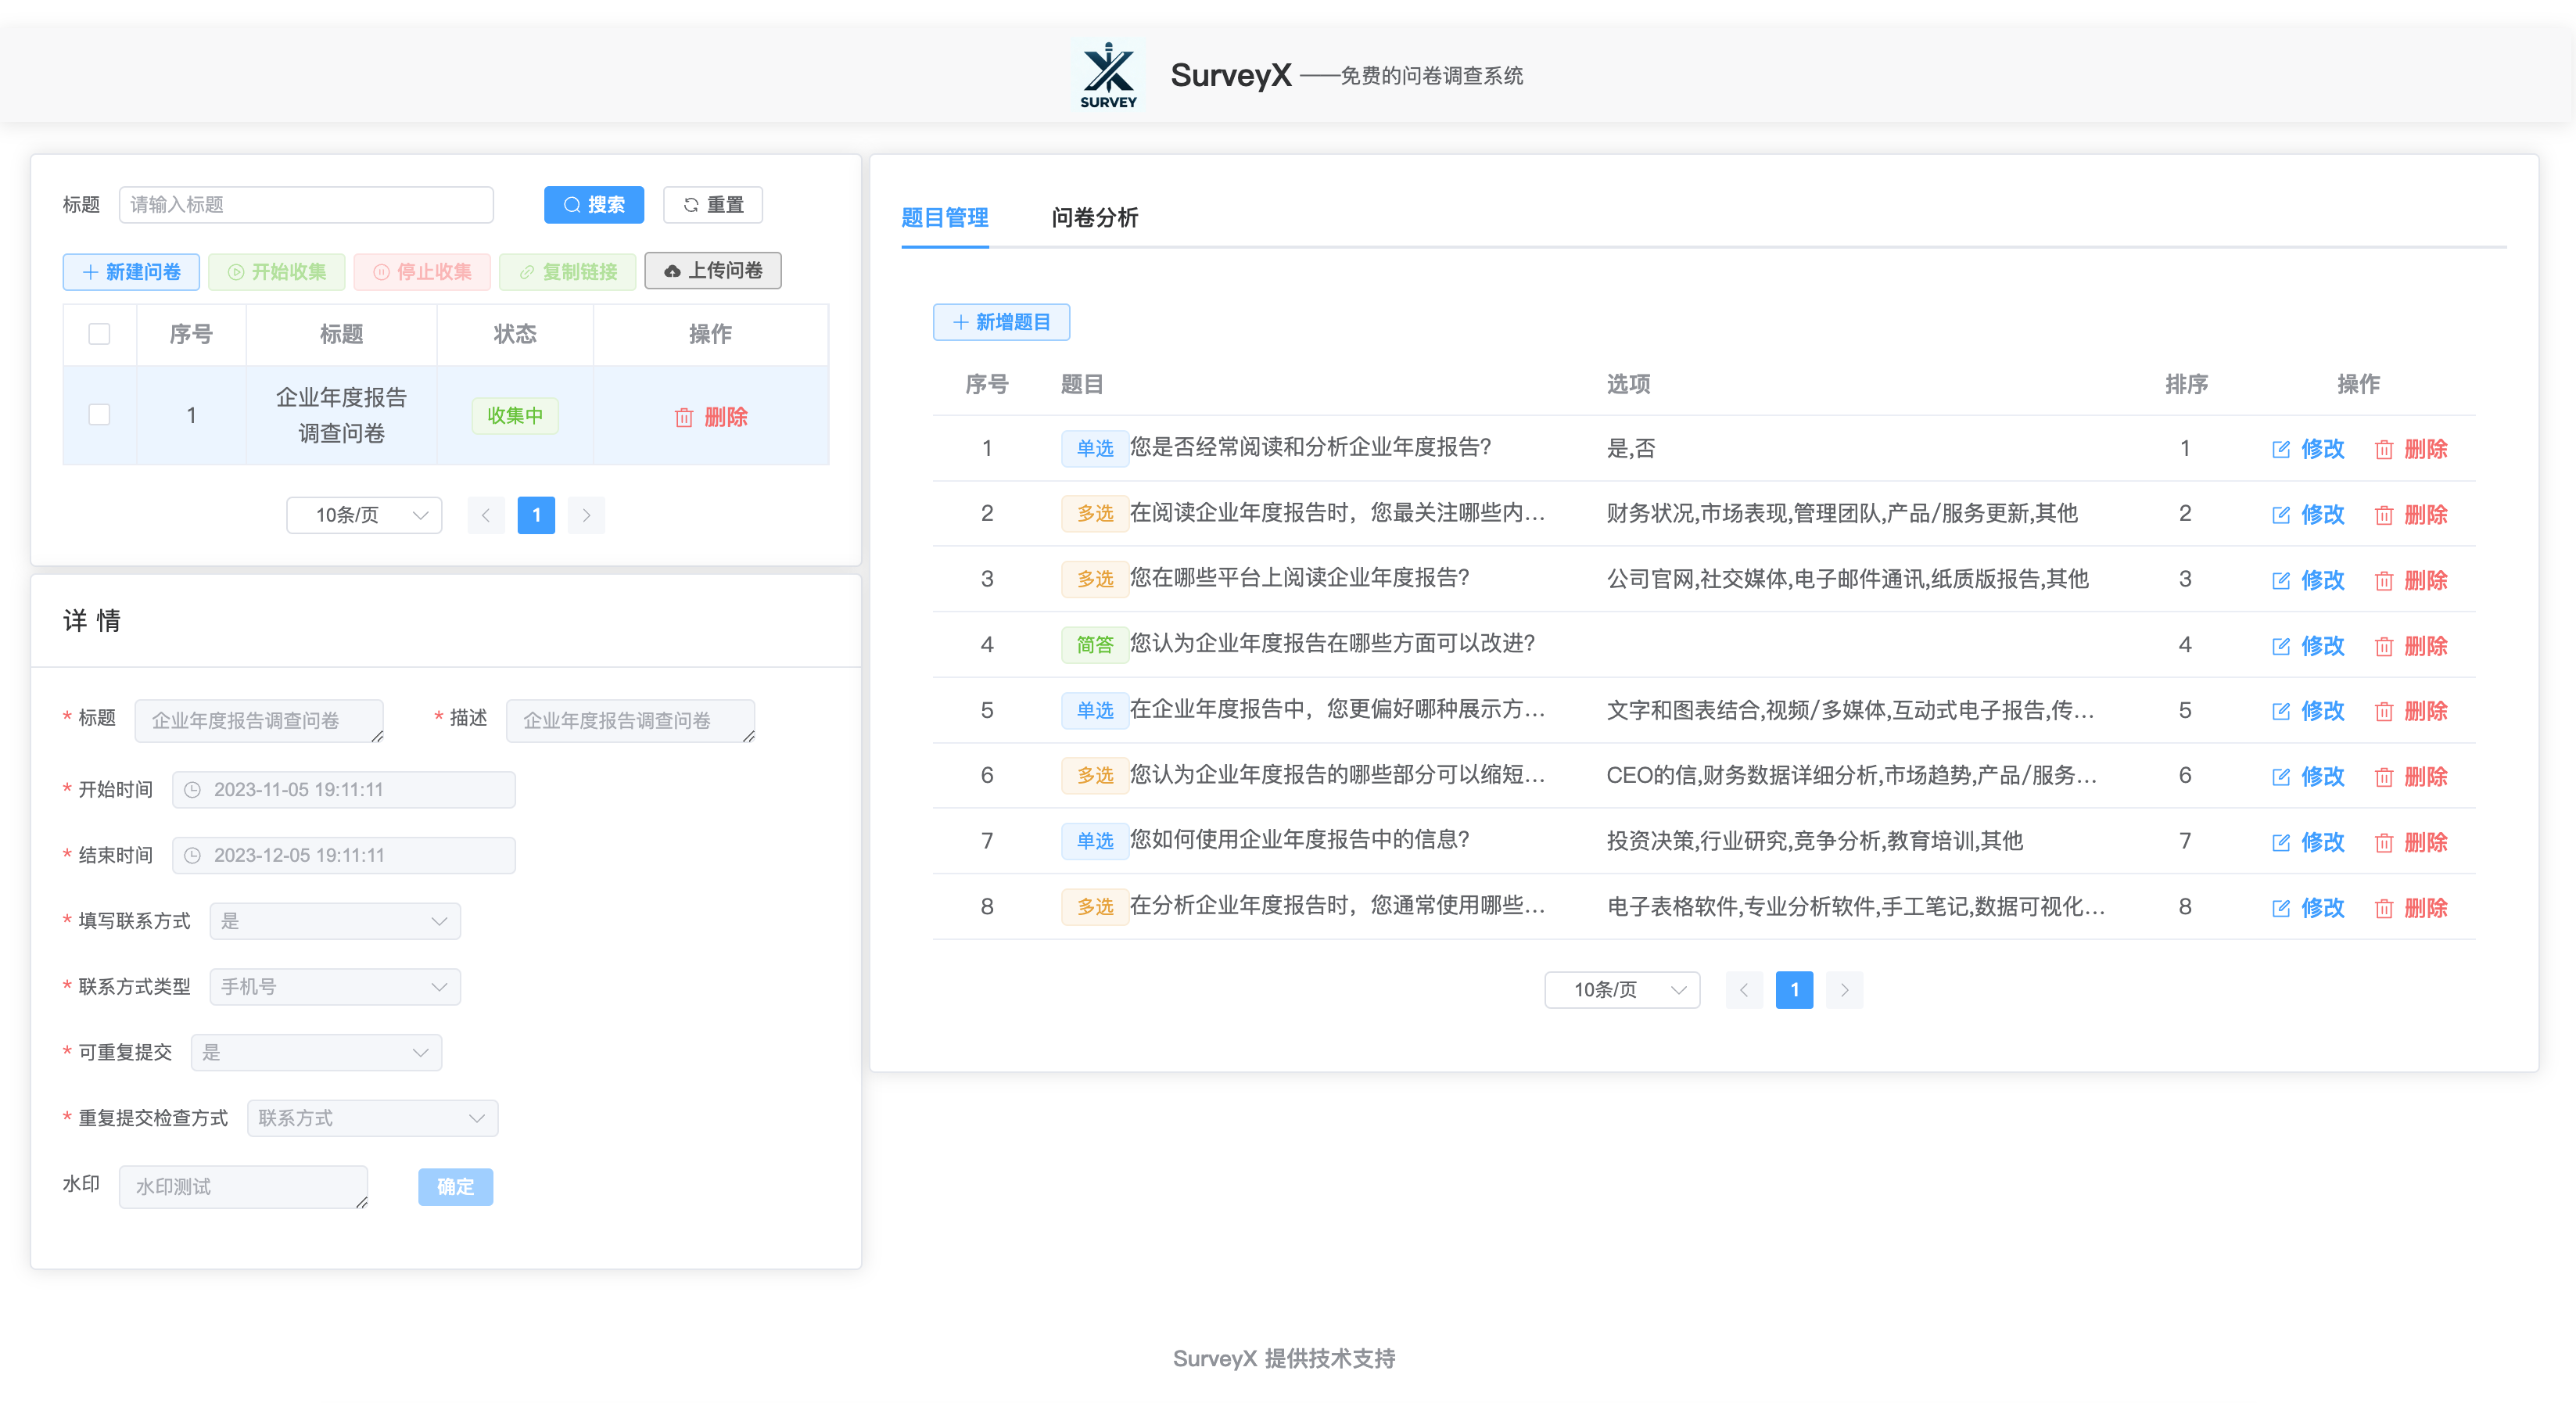 SURVEY
SurveyX ——免费的问卷调查系统
标题 请输入标题 搜索 重置
新建问卷 开始收集 停止收集 复制链接 上传问卷
序号 标题 状态 操作
1 企业年度报告 收集中 删除
调查问卷
10条/页 1
详 情
* 标题 企业年度报告调查问卷 * 描述 企业年度报告调查问卷
* 开始时间 2023-11-05 19:11:11
* 结束时间 2023-12-05 19:11:11
* 填写联系方式 是
* 联系方式类型 手机号
* 可重复提交 是
* 重复提交检查方式 联系方式
水印 水印测试 确定
题目管理 问卷分析
新增题目
序号 题目 选项 排序 操作
1 单选 您是否经常阅读和分析企业年度报告? 是,否 1 修改 删除
2 多选 在阅读企业年度报告时，您最关注哪些内... 财务状况,市场表现,管理团队,产品/服务更新,其他 2 修改 删除
3 多选 您在哪些平台上阅读企业年度报告? 公司官网,社交媒体,电子邮件通讯,纸质版报告,其他 3 修改 删除
4 简答 您认为企业年度报告在哪些方面可以改进? 4 修改 删除
5 单选 在企业年度报告中，您更偏好哪种展示方... 文字和图表结合,视频/多媒体,互动式电子报告,传... 5 修改 删除
6 多选 您认为企业年度报告的哪些部分可以缩短... CEO的信,财务数据详细分析,市场趋势,产品/服务... 6 修改 删除
7 单选 您如何使用企业年度报告中的信息? 投资决策,行业研究,竞争分析,教育培训,其他 7 修改 删除
8 多选 在分析企业年度报告时，您通常使用哪些... 电子表格软件,专业分析软件,手工笔记,数据可视化... 8 修改 删除
10条/页 1
SurveyX 提供技术支持